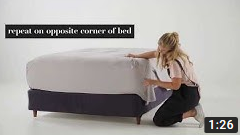 repeat on opposite corner of bed
1:26